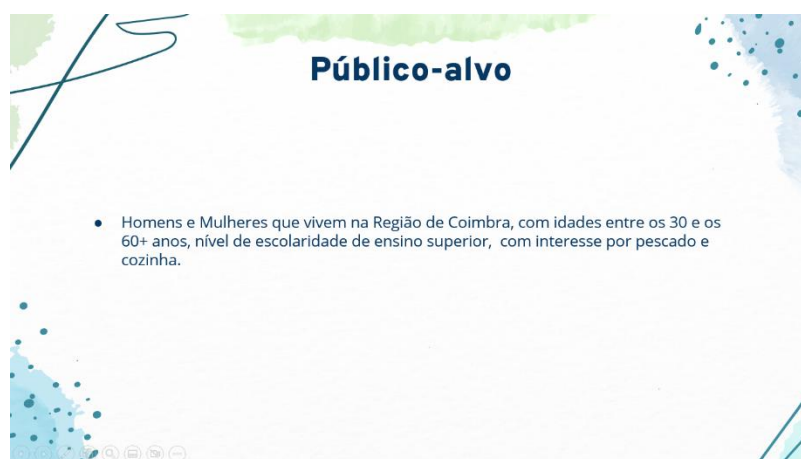 Público-alvo
● Homens e Mulheres que vivem na Região de Coimbra, com idades entre os 30 e os
60+ anos, nível de escolaridade de ensino superior, com interesse por pescado e
cozinha.